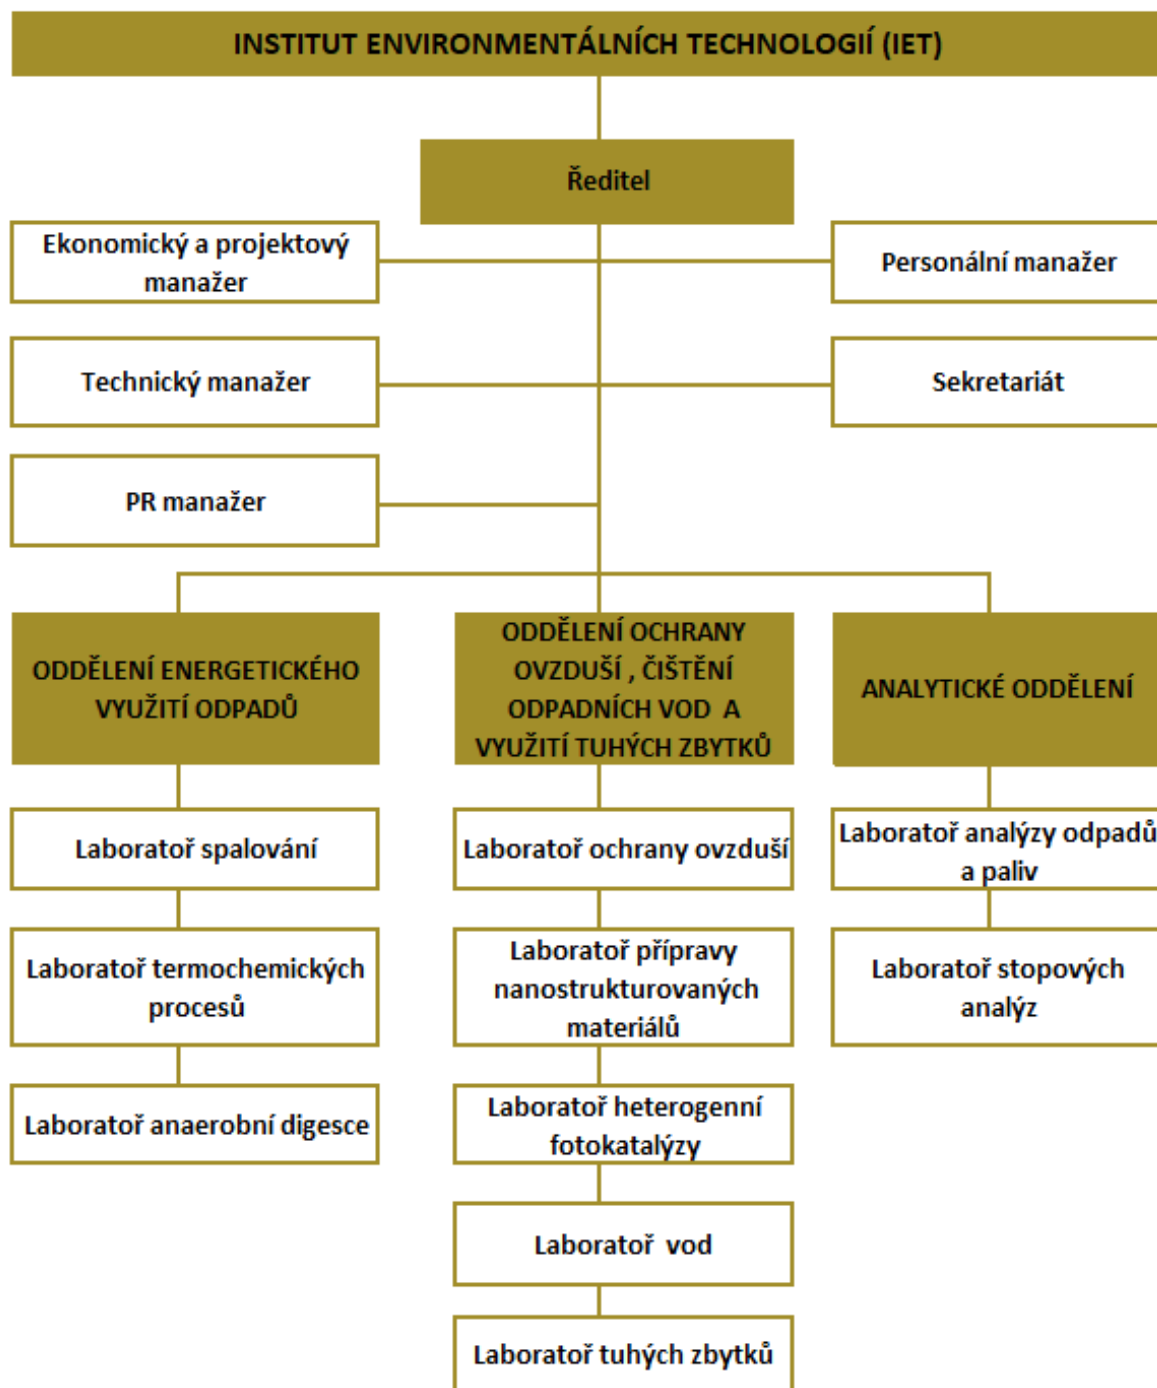 INSTITUT ENVIRONMENTÁLNÍCH TECHNOLOGIÍ (IET)
Ředitel
Ekonomický a projektový
manažer
Personální manažer
Technický manažer
Sekretariát
PR manažer
ODDĚLENÍ ENERGETICKÉHO
VYUŽITÍ ODPADŮ
ODDĚLENÍ OCHRANY
OVZDUŠÍ , ČIŠTĚNÍ
ODPADNÍCH VOD A
VYUŽITÍ TUHÝCH ZBYTKŮ
ANALYTICKÉ ODDĚLENÍ
Laboratoř spalování
Laboratoř termochemických
procesů
Laboratoř anaerobní digesce
Laboratoř ochrany ovzduší
Laboratoř přípravy
nanostrukturovaných
materiálů
Laboratoř heterogenní
fotokatalýzy
Laboratoř vod
Laboratoř tuhých zbytků
Laboratoř analýzy odpadů
a paliv
Laboratoř stopových
analýz